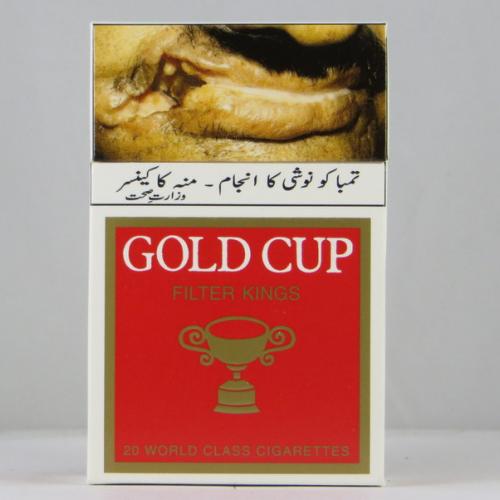 تمباکو نوشی کا انجام - منہ کا کینسر
وزارتِ صحت
GOLD CUP
FILTER KINGS
20 WORLD CLASS CIGARETTES